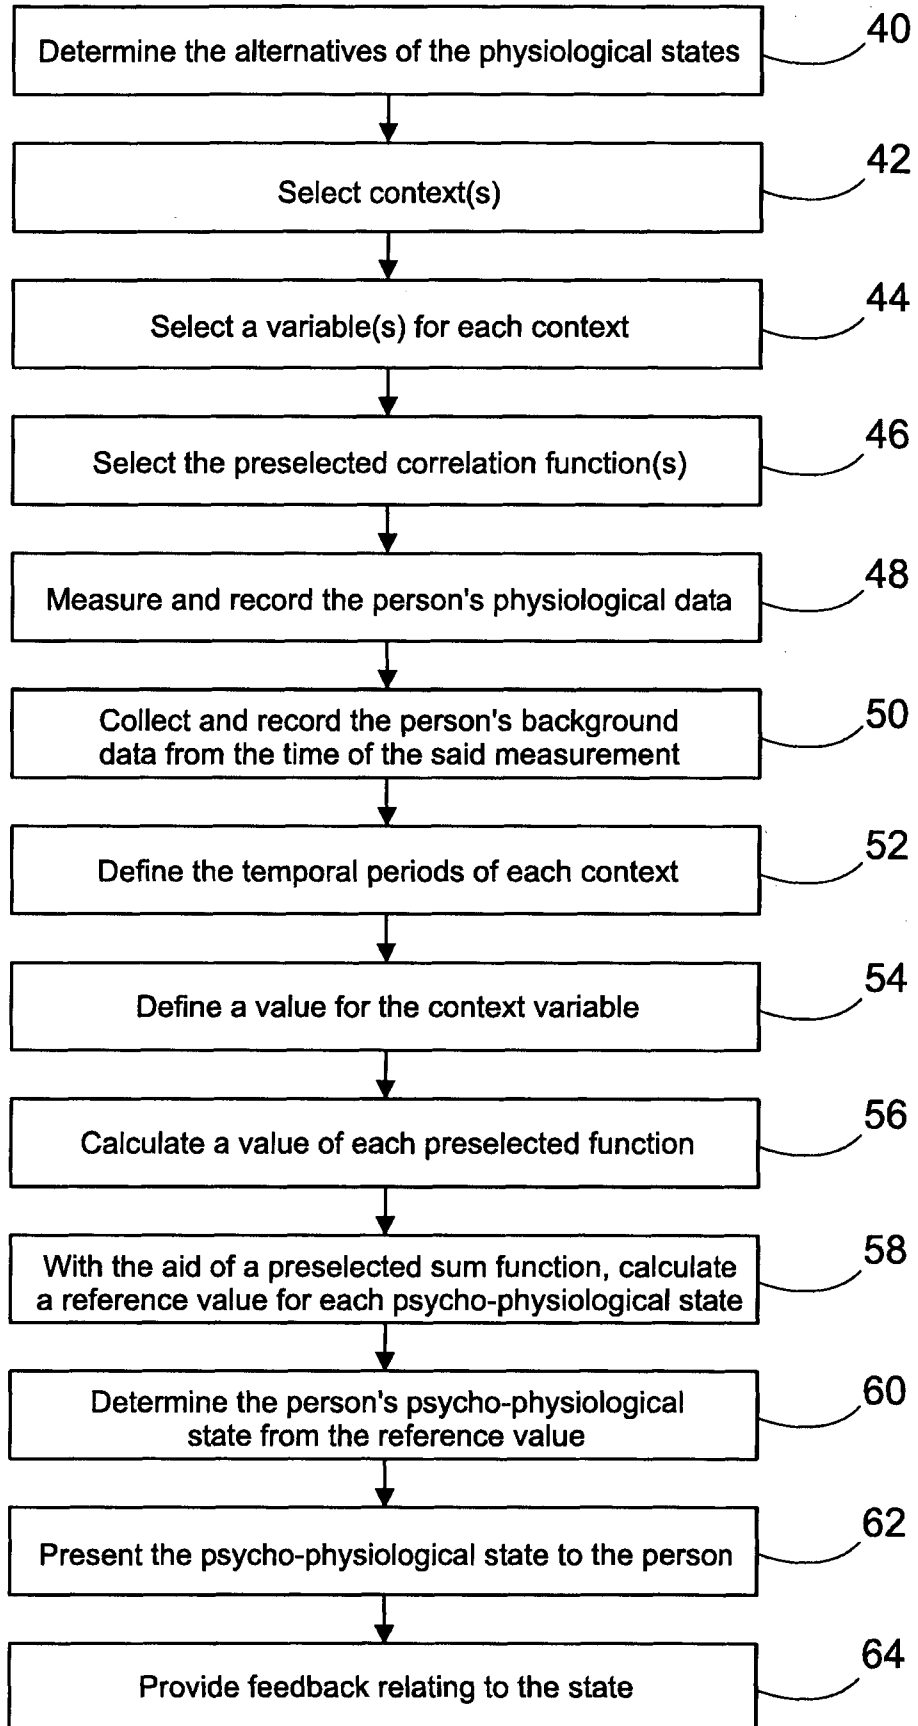 Determine the alternatives of the physiological states
40
Select context(s)
42
Select a variable(s) for each context
44
Select the preselected correlation function(s)
46
Measure and record the person's physiological data
48
Collect and record the person's background
data from the time of the said measurement
50
Define the temporal periods of each context
52
Define a value for the context variable
54
Calculate a value of each preselected function
56
With the aid of a preselected sum function, calculate
a reference value for each psycho-physiological state
58
Determine the person's psycho-physiological
state from the reference value
60
Present the psycho-physiological state to the person
62
Provide feedback relating to the state
64